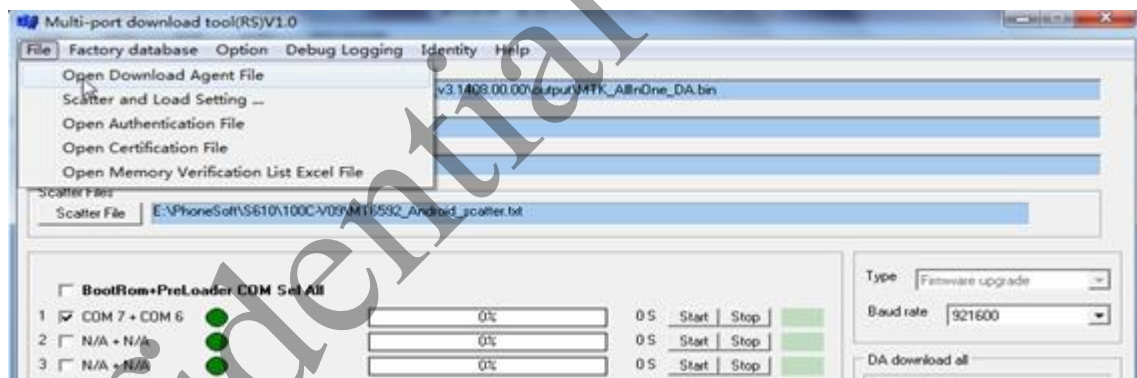 Multi-port download tool(RS)V1.0
File Factory database Option Debug Logging Identity Help
Open Download Agent File
Scatter and Load Setting ...
Open Authentication File
Open Certification File
Open Memory Verification List Excel File
v3.1408.00.00\output\MTK_AllInOne_DA.bin
Scatter Files
Scatter File E:\PhoneSoft\S610\100C-V09\MT6592_Android_scatter.txt
BootRom+PreLoader COM Sel All
Type Firmware upgrade
1 COM 7 + COM 6 0% 0 S Start Stop
Baud rate 921600
2 N/A + N/A 0% 0 S Start Stop
3 N/A + N/A 0% 0 S Start Stop
DA download all
fidential